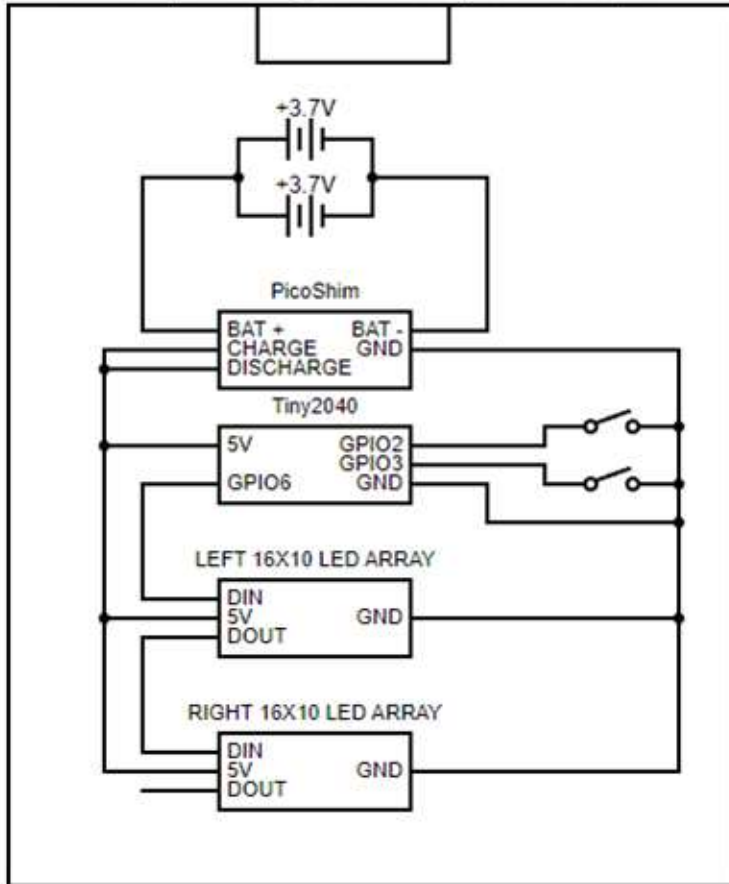 +3.7V
+3.7V
PicoShim
BAT + BAT -
CHARGE GND
DISCHARGE
Tiny2040
5V GPIO2
GPIO3
GPIO6 GND
LEFT 16X10 LED ARRAY
DIN
5V GND
DOUT
RIGHT 16X10 LED ARRAY
DIN
5V GND
DOUT